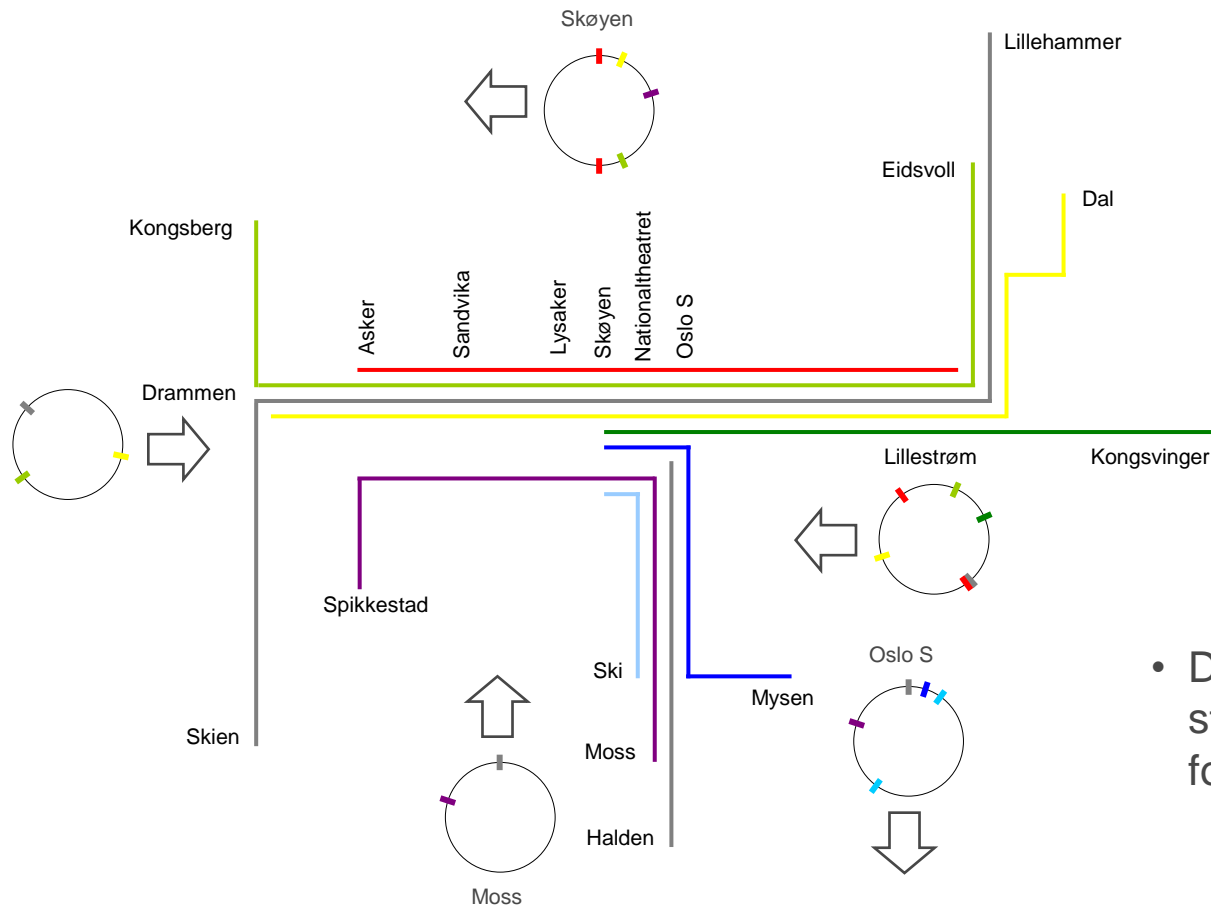 Skøyen
Lillehammer
Eidsvoll
Dal
Kongsberg
Asker
Sandvika
Lysaker
Skøyen
Nationaltheatret
Oslo S
Drammen
Lillestrøm
Kongsvinger
Spikkestad
Ski
Oslo S
Mysen
Skien
Moss
Halden
Moss
•